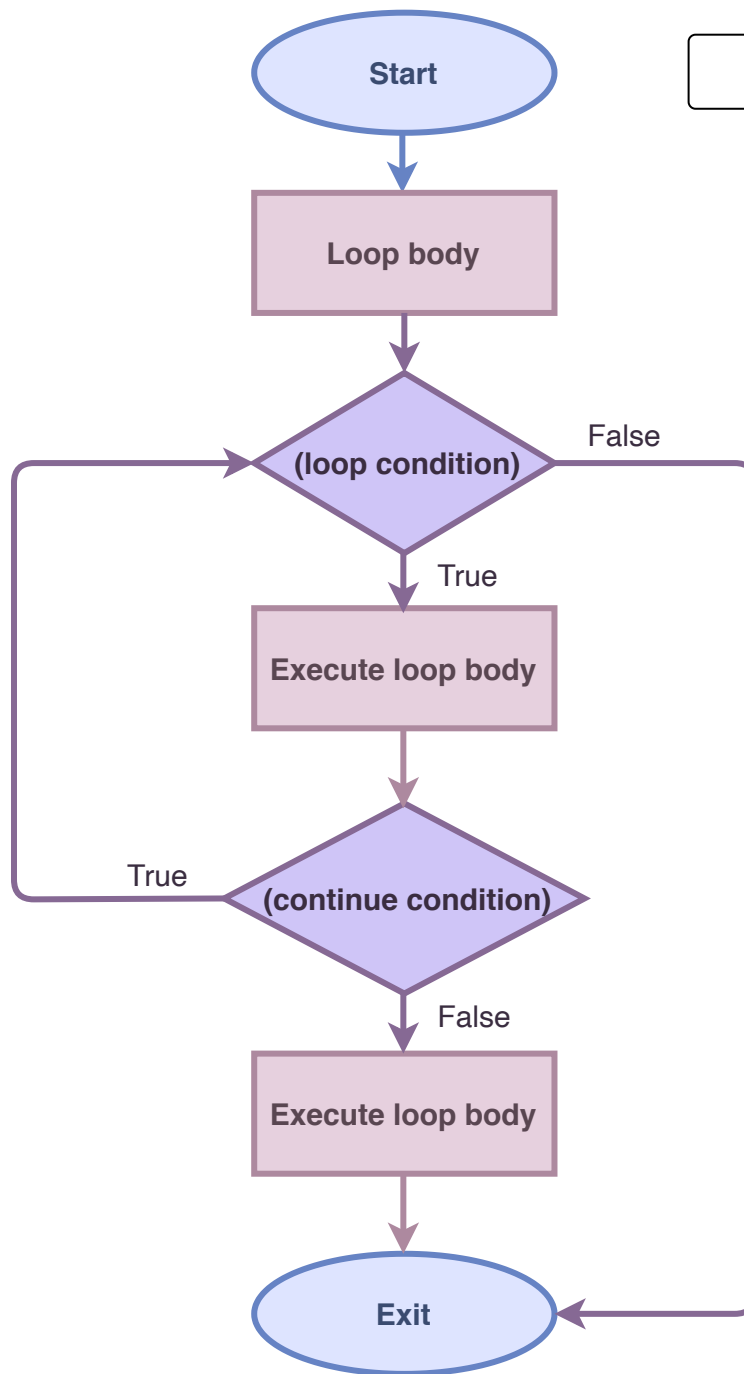 Start
Loop body
(loop condition)
False
True
Execute loop body
True
(continue condition)
False
Execute loop body
Exit